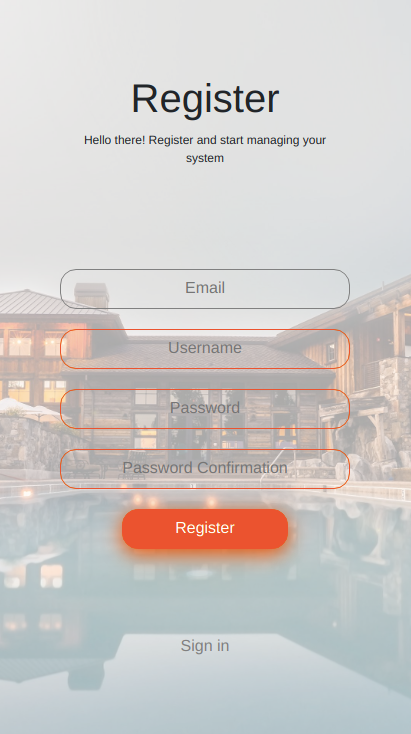 Register
Hello there! Register and start managing your
system
Email
Username
Password
Password Confirmation
Register
Sign in